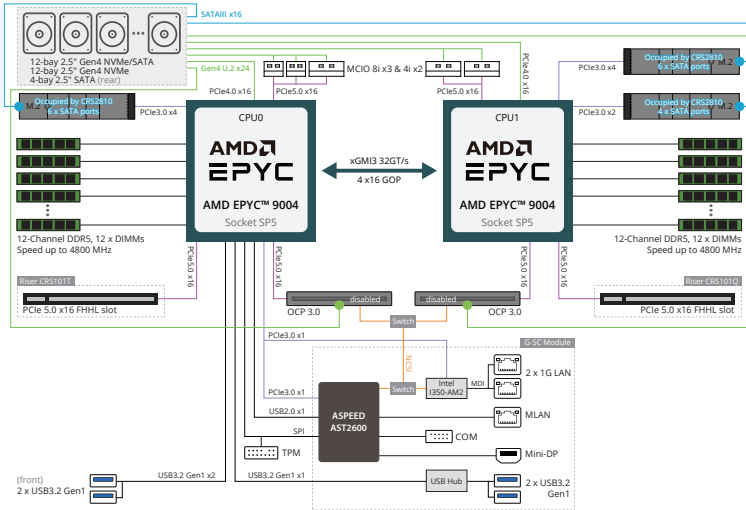 SATAIII x16
12-bay 2.5" Gen4 NVMe/SATA
12-bay 2.5" Gen4 NVMe
4-bay 2.5" SATA (rear)
Gen4 U.2 x24
MCIO 8i x3 & 4i x2
PCIe4.0 x16
PCIe5.0 x16
PCIe5.0 x16
PCIe4.0 x16
PCIe3.0 x4
M.2
Occupied by CRS2810
6 x SATA ports
M.2
Occupied by CRS2810
6 x SATA ports
PCIe3.0 x4
PCIe3.0 x2
M.2
Occupied by CRS2810
4 x SATA ports
CPU0
AMD
EPYC
AMD EPYC™ 9004
Socket SP5
xGMI3 32GT/s
4 x16 GOP
CPU1
AMD
EPYC
AMD EPYC™ 9004
Socket SP5
12-Channel DDR5, 12 x DIMMs
Speed up to 4800 MHz
12-Channel DDR5, 12 x DIMMs
Speed up to 4800 MHz
PCIe5.0 x16
PCIe5.0 x16
PCIe5.0 x16
PCIe5.0 x16
Riser CRS101T
PCIe 5.0 x16 FHHL slot
disabled
OCP 3.0
disabled
OCP 3.0
Riser CRS101Q
PCIe 5.0 x16 FHHL slot
Switch
PCIe3.0 x1
G-SC Module
NCSI
2 x 1G LAN
Intel
I350-AM2
MDI
Switch
PCIe3.0 x1
ASPEED
AST2600
USB2.0 x1
MLAN
SPI
COM
TPM
Mini-DP
(front)
2 x USB3.2 Gen1
USB3.2 Gen1 x2
USB3.2 Gen1 x1
USB Hub
2 x USB3.2
Gen1